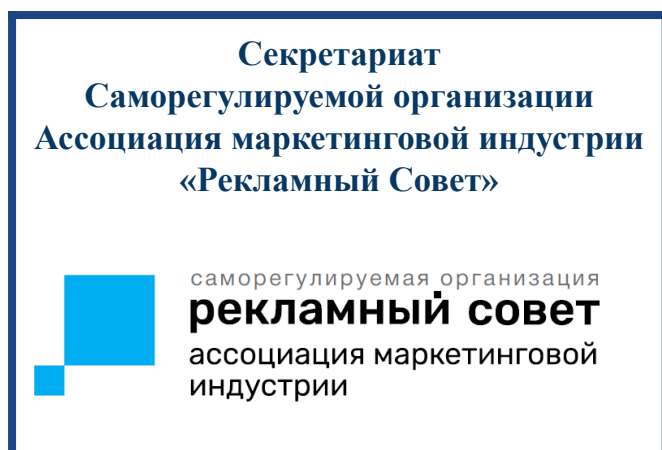 Секретариат
Саморегулируемой организации
Ассоциация маркетинговой индустрии
«Рекламный Совет»
саморегулируемая организация
рекламный совет
ассоциация маркетинговой
индустрии